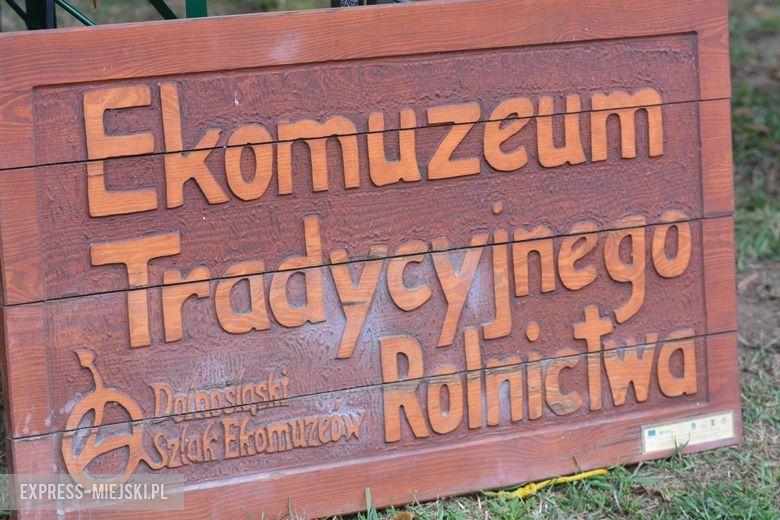 Ekomuzeum
Tradycyjnego
Rolnictwa
Dolnośląski
Szlak Ekomuzeów
EXPRESS-MIEJSKI.PL